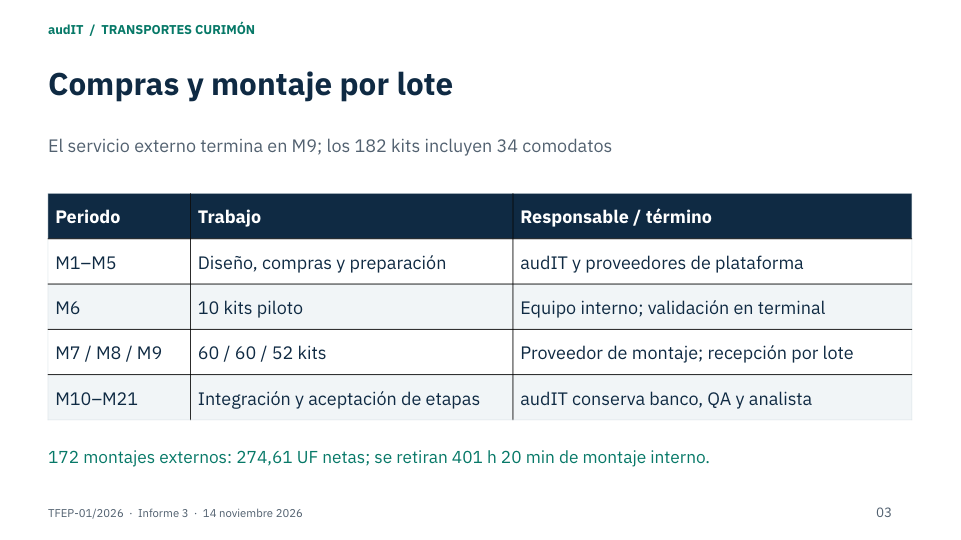 audIT / TRANSPORTES CURIMÓN
Compras y montaje por lote
El servicio externo termina en M9; los 182 kits incluyen 34 comodatos
Periodo Trabajo Responsable / término
M1–M5 Diseño, compras y preparación audIT y proveedores de plataforma
M6 10 kits piloto Equipo interno; validación en terminal
M7 / M8 / M9 60 / 60 / 52 kits Proveedor de montaje; recepción por lote
M10–M21 Integración y aceptación de etapas audIT conserva banco, QA y analista
172 montajes externos: 274,61 UF netas; se retiran 401 h 20 min de montaje interno.
TFEP-01/2026 · Informe 3 · 14 noviembre 2026 03